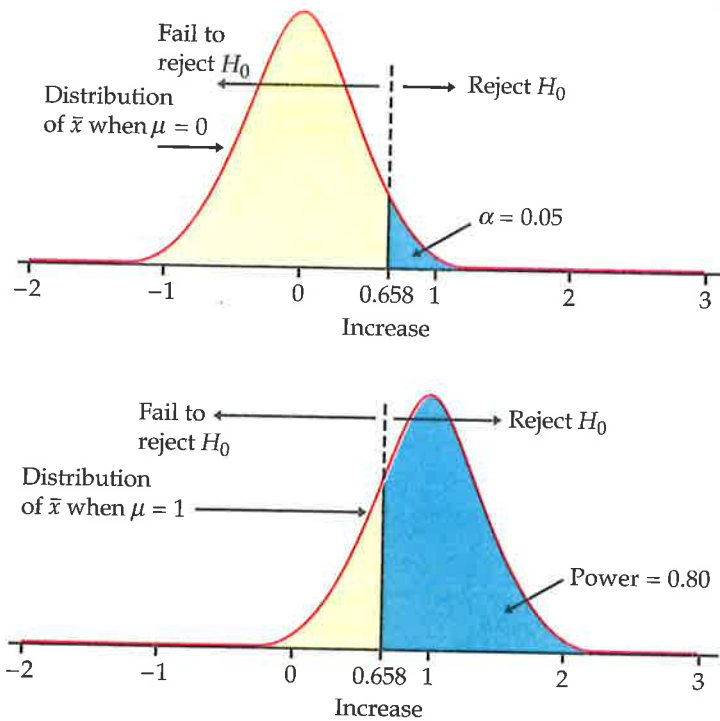 Fail to
reject H₀
Reject H₀
Distribution
of x̄ when μ = 0
α = 0.05
−2 −1 0 0.658 1 2 3
Increase
Fail to
reject H₀
Reject H₀
Distribution
of x̄ when μ = 1
Power = 0.80
−2 −1 0 0.658 1 2 3
Increase